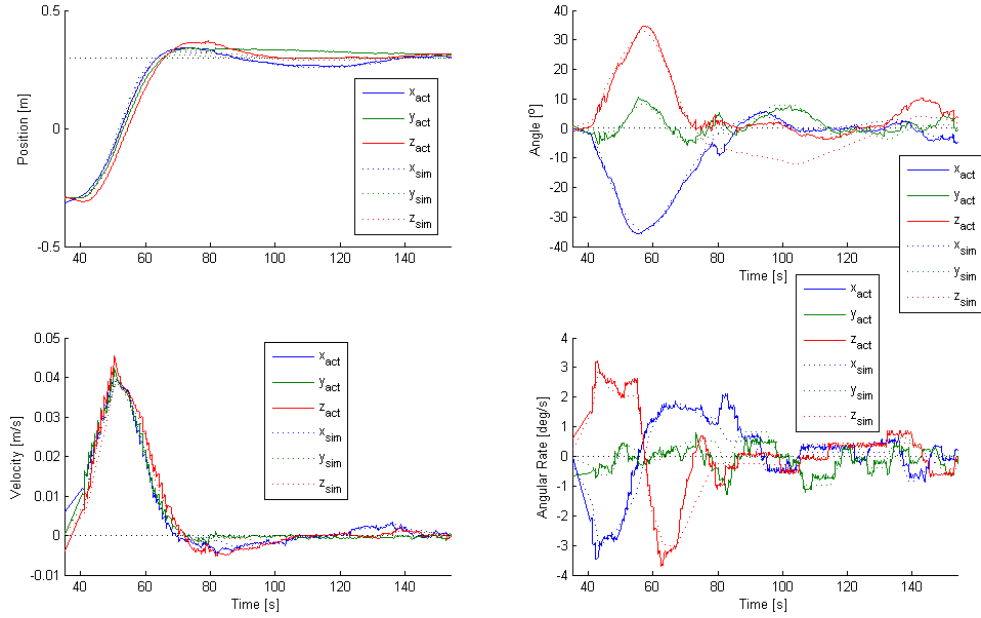 0.5
0
-0.5
Position [m]
40 60 80 100 120 140
x_act
y_act
z_act
x_sim
y_sim
z_sim
40
30
20
10
0
-10
-20
-30
-40
Angle [º]
40 60 80 100 120 140
Time [s]
x_act
y_act
z_act
x_sim
y_sim
z_sim
0.05
0.04
0.03
0.02
0.01
0
-0.01
Velocity [m/s]
40 60 80 100 120 140
Time [s]
x_act
y_act
z_act
x_sim
y_sim
z_sim
4
3
2
1
0
-1
-2
-3
-4
Angular Rate [deg/s]
40 60 80 100 120 140
Time [s]
x_act
y_act
z_act
x_sim
y_sim
z_sim